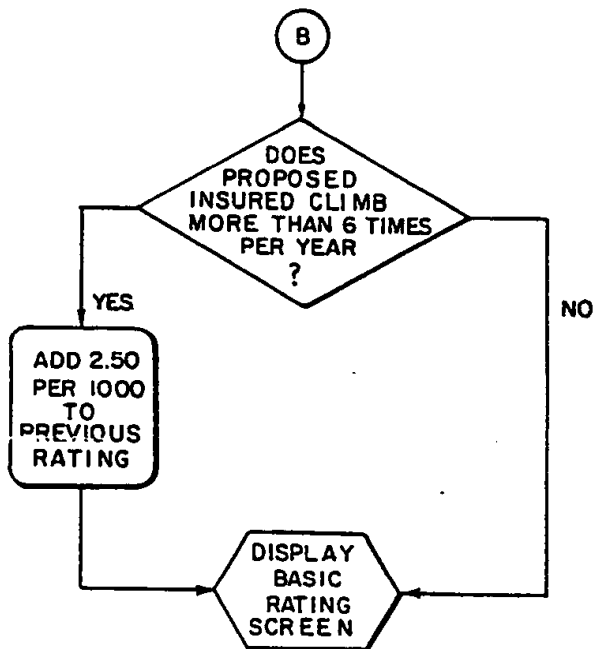 B
DOES
PROPOSED
INSURED CLIMB
MORE THAN 6 TIMES
PER YEAR
?
YES
NO
ADD 2.50
PER 1000
TO
PREVIOUS
RATING
DISPLAY
BASIC
RATING
SCREEN